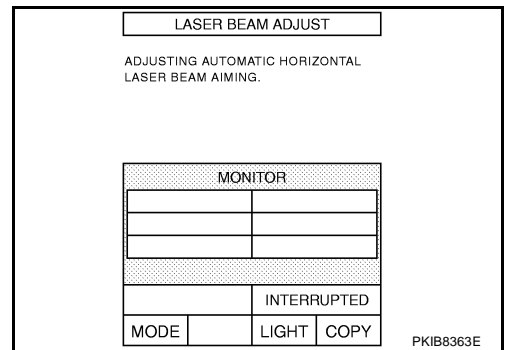 LASER BEAM ADJUST
ADJUSTING AUTOMATIC HORIZONTAL
LASER BEAM AIMING.
MONITOR
INTERRUPTED
MODE LIGHT COPY
PKIB8363E